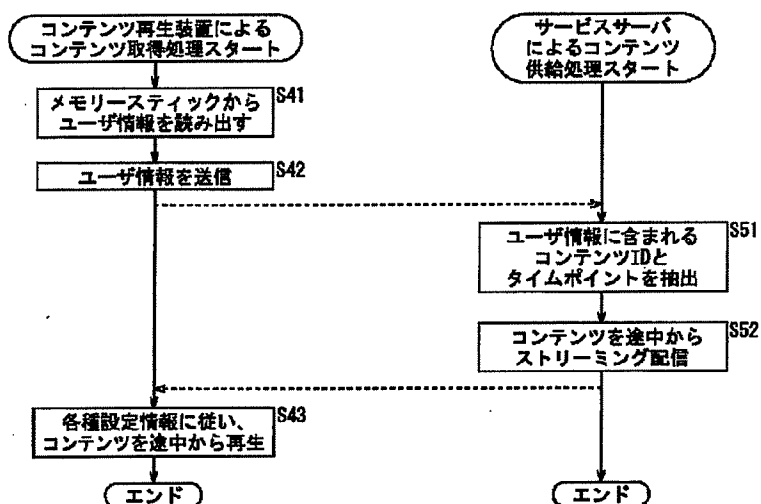 コンテンツ再生装置による
コンテンツ取得処理スタート
メモリースティックから
ユーザ情報を読み出す
S41
ユーザ情報を送信
S42
サービスサーバ
によるコンテンツ
供給処理スタート
ユーザ情報に含まれる
コンテンツIDと
タイムポイントを抽出
S51
コンテンツを途中から
ストリーミング配信
S52
各種設定情報に従い、
コンテンツを途中から再生
S43
エンド
エンド